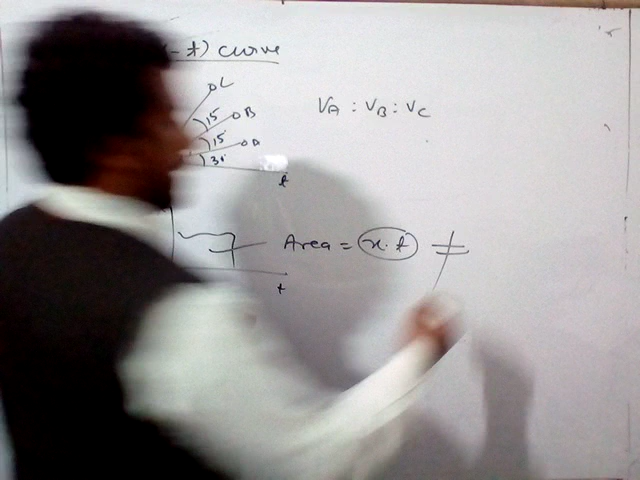 - t) curve
C
15 B
15 A
30°
t
VA : VB : VC
Area = x.t ≠
t